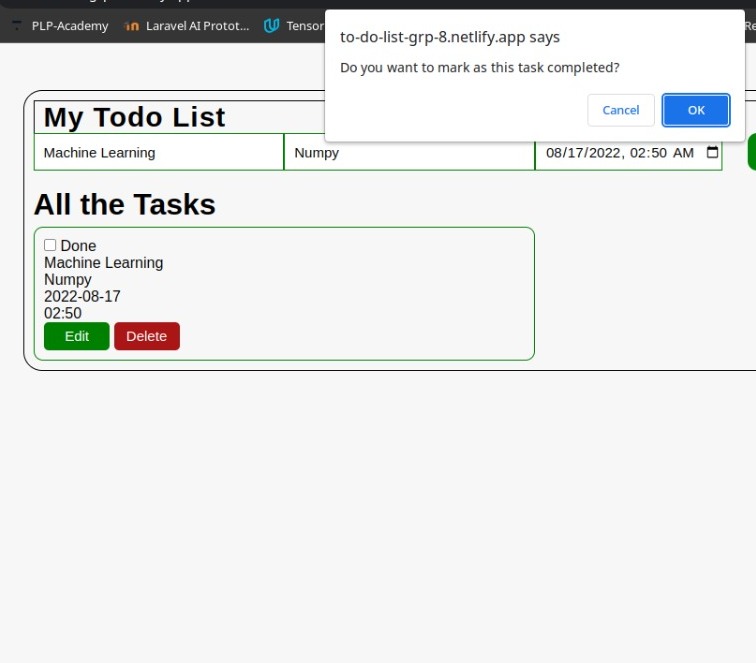 PLP-Academy Laravel AI Protot... Tensor
to-do-list-grp-8.netlify.app says
Do you want to mark as this task completed?
Cancel OK
My Todo List
Machine Learning Numpy 08/17/2022, 02:50 AM
All the Tasks
Done
Machine Learning
Numpy
2022-08-17
02:50
Edit Delete